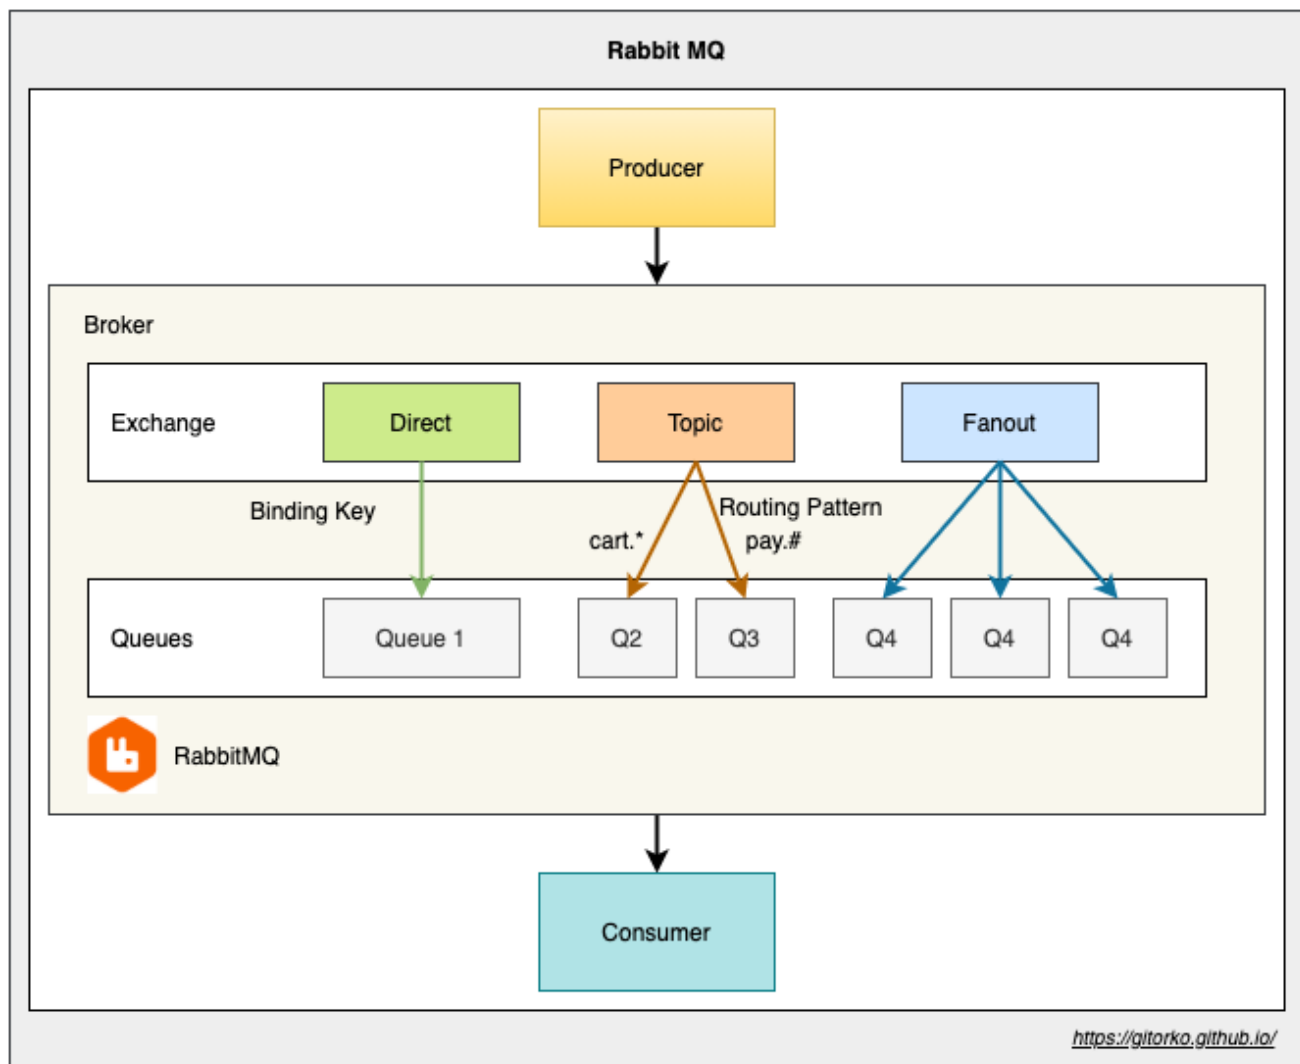 Rabbit MQ
Producer
Broker
Exchange
Direct
Topic
Fanout
Binding Key
Routing Pattern
cart.*
pay.#
Queues
Queue 1
Q2
Q3
Q4
Q4
Q4
RabbitMQ
Consumer
https://gitorko.github.io/